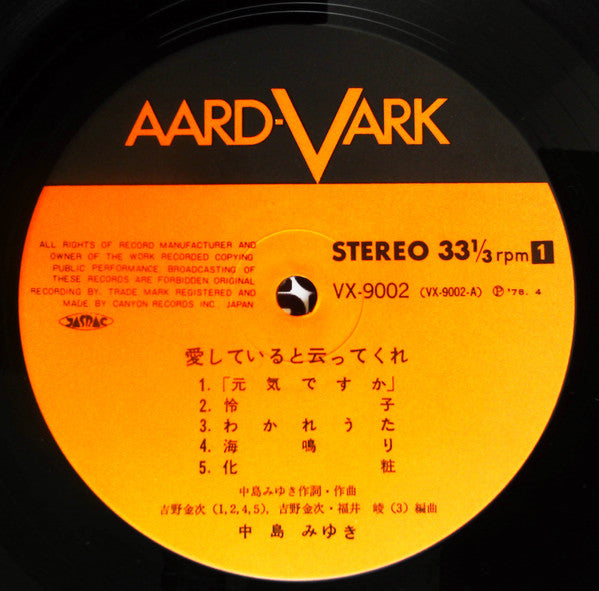 AARD-VARK
ALL RIGHTS OF RECORD MANUFACTURER AND
OWNER OF THE WORK RECORDED COPYING
PUBLIC PERFORMANCE BROADCASTING OF
THESE RECORDS ARE FORBIDDEN ORIGINAL
RECORDING BY, TRADE MARK REGISTERED AND
MADE BY CANYON RECORDS INC. JAPAN
JASRAC
STEREO 33⅓ rpm 1
VX-9002 (VX-9002-A) ℗'78. 4
愛していると云ってくれ
1.「元気ですか」
2. 怜子
3. わかれうた
4. 海鳴り
5. 化粧
中島みゆき作詞・作曲
吉野金次 (1,2,4,5), 吉野金次・福井 崚 (3) 編曲
中島みゆき